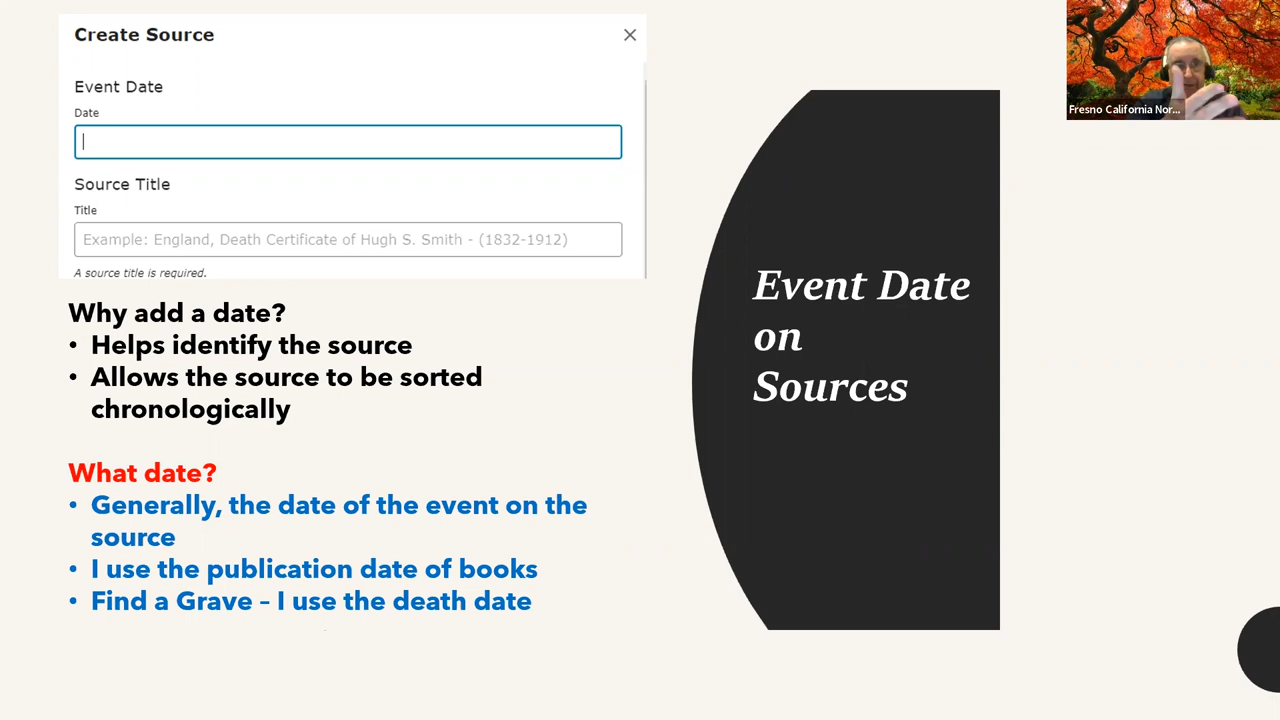 Create Source
Event Date
Date
Source Title
Title
Example: England, Death Certificate of Hugh S. Smith - (1832-1912)
A source title is required.
Why add a date?
• Helps identify the source
• Allows the source to be sorted
chronologically
What date?
• Generally, the date of the event on the
source
• I use the publication date of books
• Find a Grave – I use the death date
Event Date
on
Sources
Fresno California Nor...